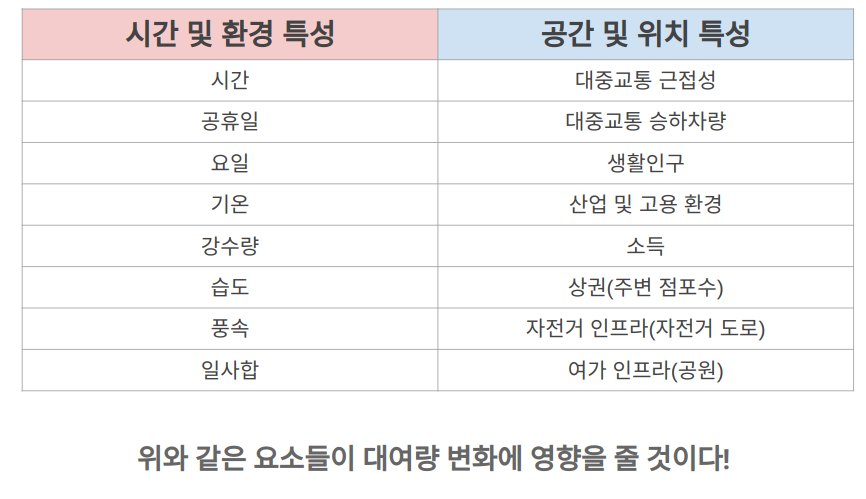 시간 및 환경 특성 공간 및 위치 특성
시간 대중교통 근접성
공휴일 대중교통 승하차량
요일 생활인구
기온 산업 및 고용 환경
강수량 소득
습도 상권(주변 점포수)
풍속 자전거 인프라(자전거 도로)
일사합 여가 인프라(공원)
위와 같은 요소들이 대여량 변화에 영향을 줄 것이다!